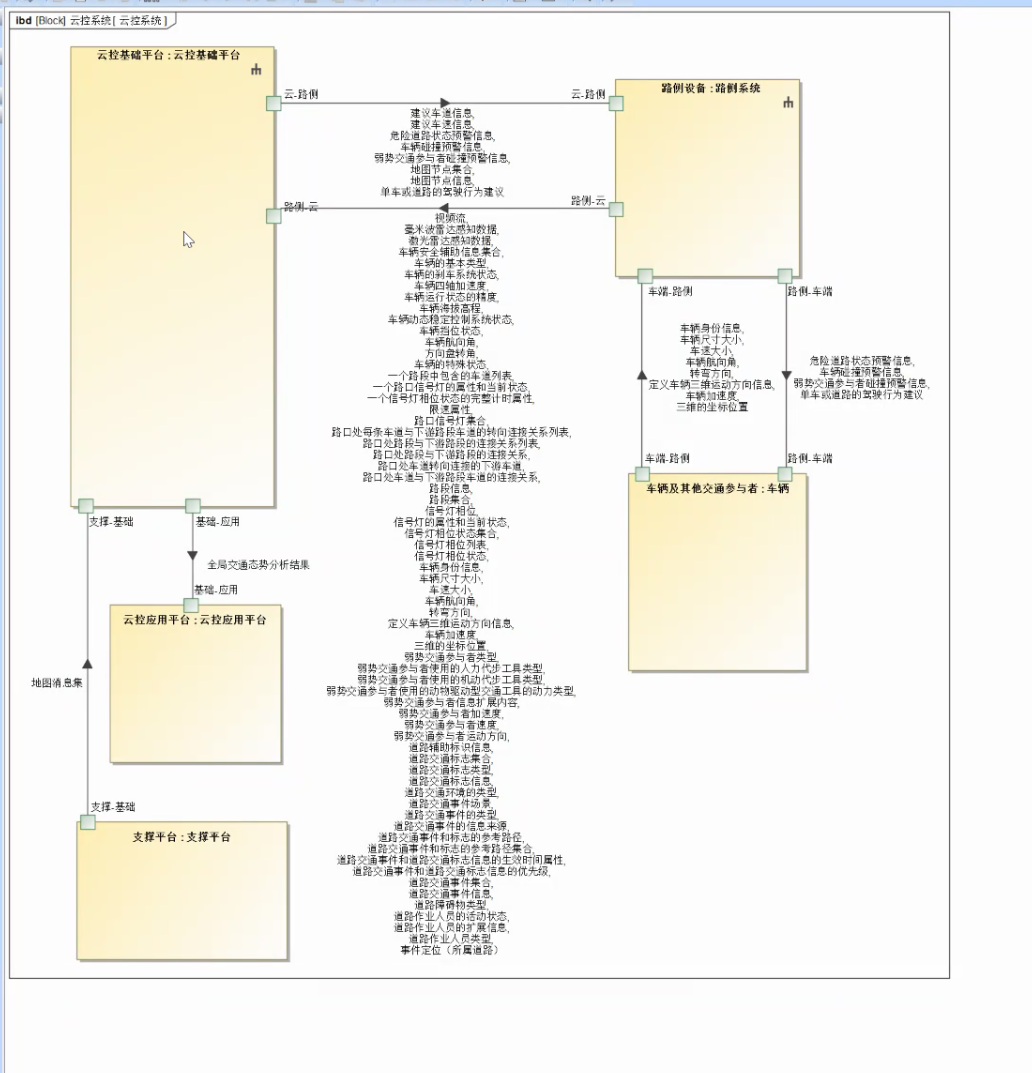 ibd [Block] 云控系统[ 云控系统 ]
云控基础平台 : 云控基础平台
云-路侧
云-路侧
路侧设备 : 路侧系统
建议车道信息,
建议车速信息,
危险道路状态预警信息,
车辆碰撞预警信息,
弱势交通参与者碰撞预警信息,
地图节点集合,
地图节点信息,
单车或道路的驾驶行为建议
路侧-云
路侧-云
视频流,
毫米波雷达感知数据,
激光雷达感知数据,
车辆安全辅助信息集合,
车辆的基本类型,
车辆的刹车系统状态,
车辆四轴加速度,
车辆运行状态的精度,
车辆海拔高程,
车辆动态稳定控制系统状态,
车辆挡位状态,
车辆航向角,
方向盘转角,
车辆的特殊状态,
一个路段中包含的车道列表,
一个路口信号灯的属性和当前状态,
一个信号灯相位状态的完整计时属性,
限速属性,
路口信号灯集合,
路口处每条车道与下游路段车道的转向连接关系列表,
路口处路段与下游路段的连接关系列表,
路口处路段与下游路段的连接关系,
路口处车道转向连接的下游车道,
路口处车道与下游路段车道的连接关系,
路段信息,
路段集合,
信号灯相位,
信号灯的属性和当前状态,
信号灯相位状态集合,
信号灯相位列表,
信号灯相位状态,
车辆身份信息,
车辆尺寸大小,
车速大小,
车辆航向角,
转弯方向,
定义车辆三维运动方向信息,
车辆加速度,
三维的坐标位置,
弱势交通参与者类型,
弱势交通参与者使用的人力代步工具类型,
弱势交通参与者使用的机动代步工具类型,
弱势交通参与者使用的动物驱动型交通工具的动力类型,
弱势交通参与者信息扩展内容,
弱势交通参与者加速度,
弱势交通参与者速度,
弱势交通参与者运动方向,
道路辅助标识信息,
道路交通标志集合,
道路交通标志类型,
道路交通标志信息,
道路交通环境的类型,
道路交通事件场景,
道路交通事件的类型,
道路交通事件的信息来源,
道路交通事件和标志的参考路径,
道路交通事件和标志的参考路径集合,
道路交通事件和道路交通标志信息的生效时间属性,
道路交通事件和道路交通标志信息的优先级,
道路交通事件集合,
道路交通事件信息,
道路障碍物类型,
道路作业人员的活动状态,
道路作业人员的扩展信息,
道路作业人员类型,
事件定位（所属道路）
车端-路侧
路侧-车端
车辆身份信息,
车辆尺寸大小,
车速大小,
车辆航向角,
转弯方向,
定义车辆三维运动方向信息,
车辆加速度,
三维的坐标位置
危险道路状态预警信息,
车辆碰撞预警信息,
弱势交通参与者碰撞预警信息,
单车或道路的驾驶行为建议
车端-路侧
路侧-车端
车辆及其他交通参与者 : 车辆
支撑-基础
基础-应用
全局交通态势分析结果
基础-应用
云控应用平台 : 云控应用平台
地图消息集
支撑-基础
支撑平台 : 支撑平台